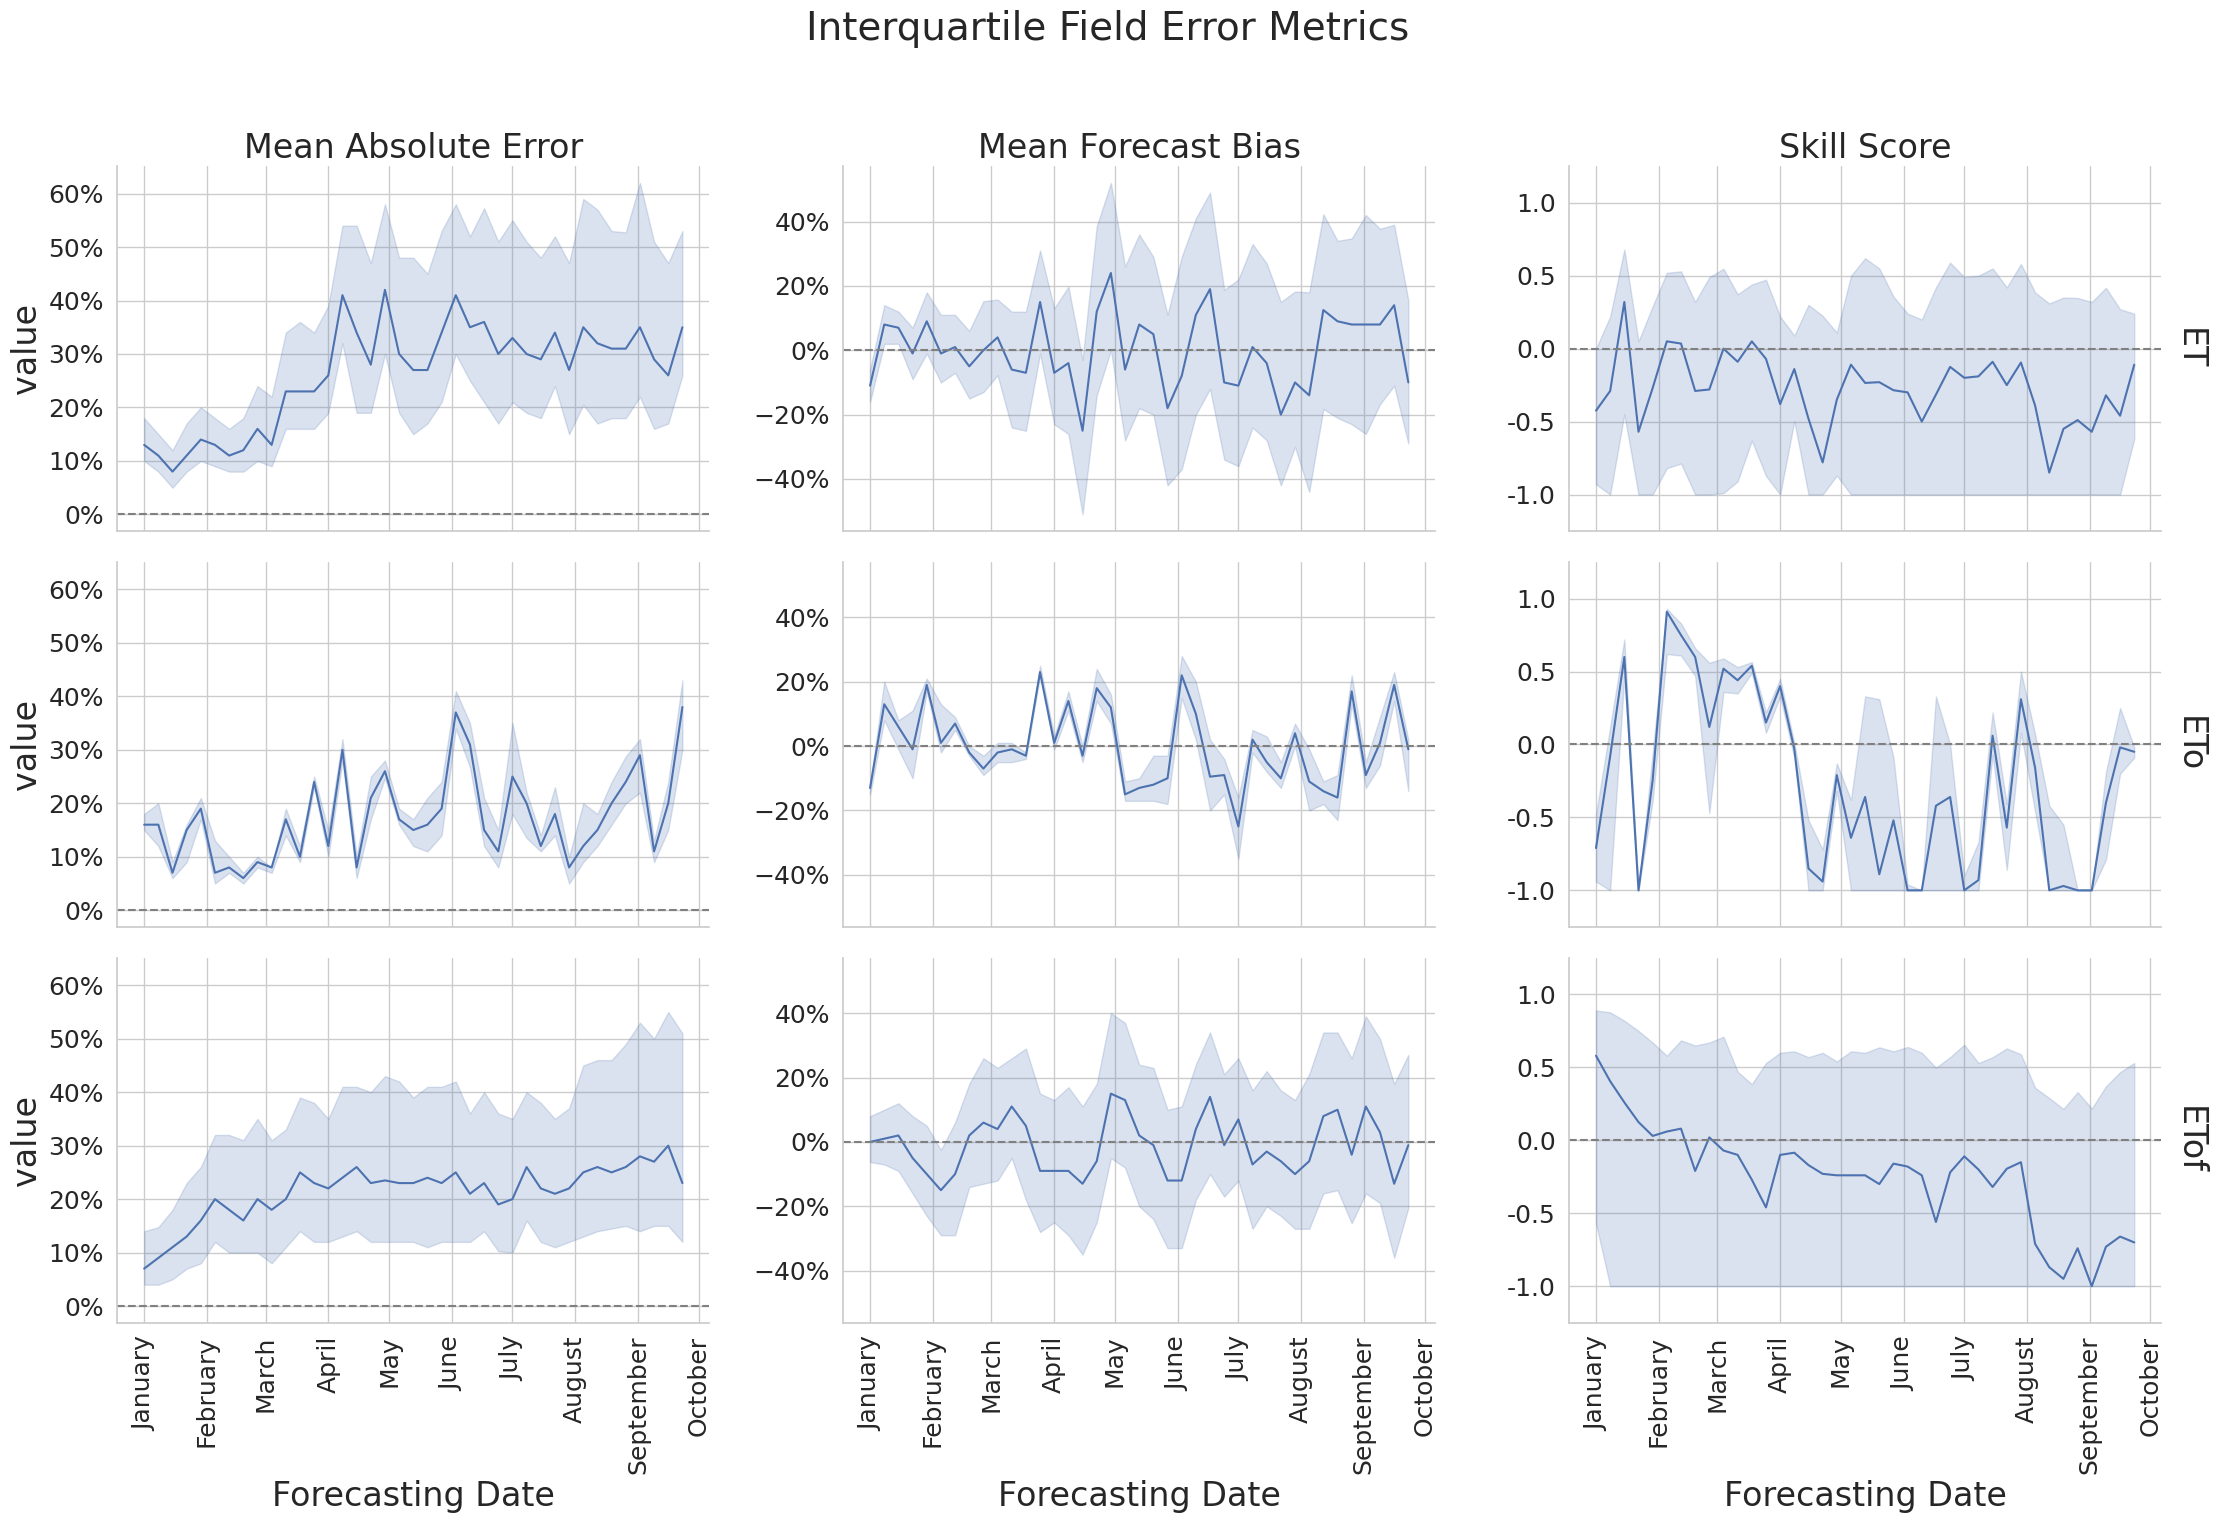 Interquartile Field Error Metrics
Mean Absolute Error
Mean Forecast Bias
Skill Score
60%
50%
40%
30%
20%
10%
0%
value
40%
20%
0%
−20%
−40%
1.0
0.5
0.0
-0.5
-1.0
ET
60%
50%
40%
30%
20%
10%
0%
value
40%
20%
0%
−20%
−40%
1.0
0.5
0.0
-0.5
-1.0
ETo
60%
50%
40%
30%
20%
10%
0%
value
40%
20%
0%
−20%
−40%
1.0
0.5
0.0
-0.5
-1.0
ETof
January
February
March
April
May
June
July
August
September
October
January
February
March
April
May
June
July
August
September
October
January
February
March
April
May
June
July
August
September
October
Forecasting Date
Forecasting Date
Forecasting Date